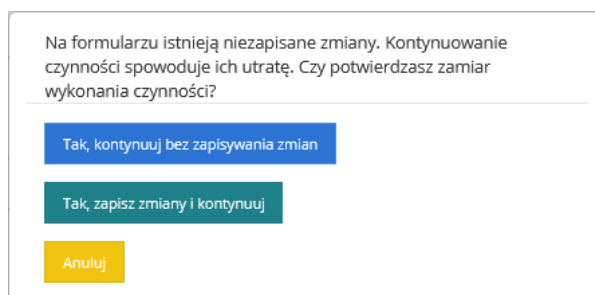 Na formularzu istnieją niezapisane zmiany. Kontynuowanie
czynności spowoduje ich utratę. Czy potwierdzasz zamiar
wykonania czynności?
Tak, kontynuuj bez zapisywania zmian
Tak, zapisz zmiany i kontynuuj
Anuluj